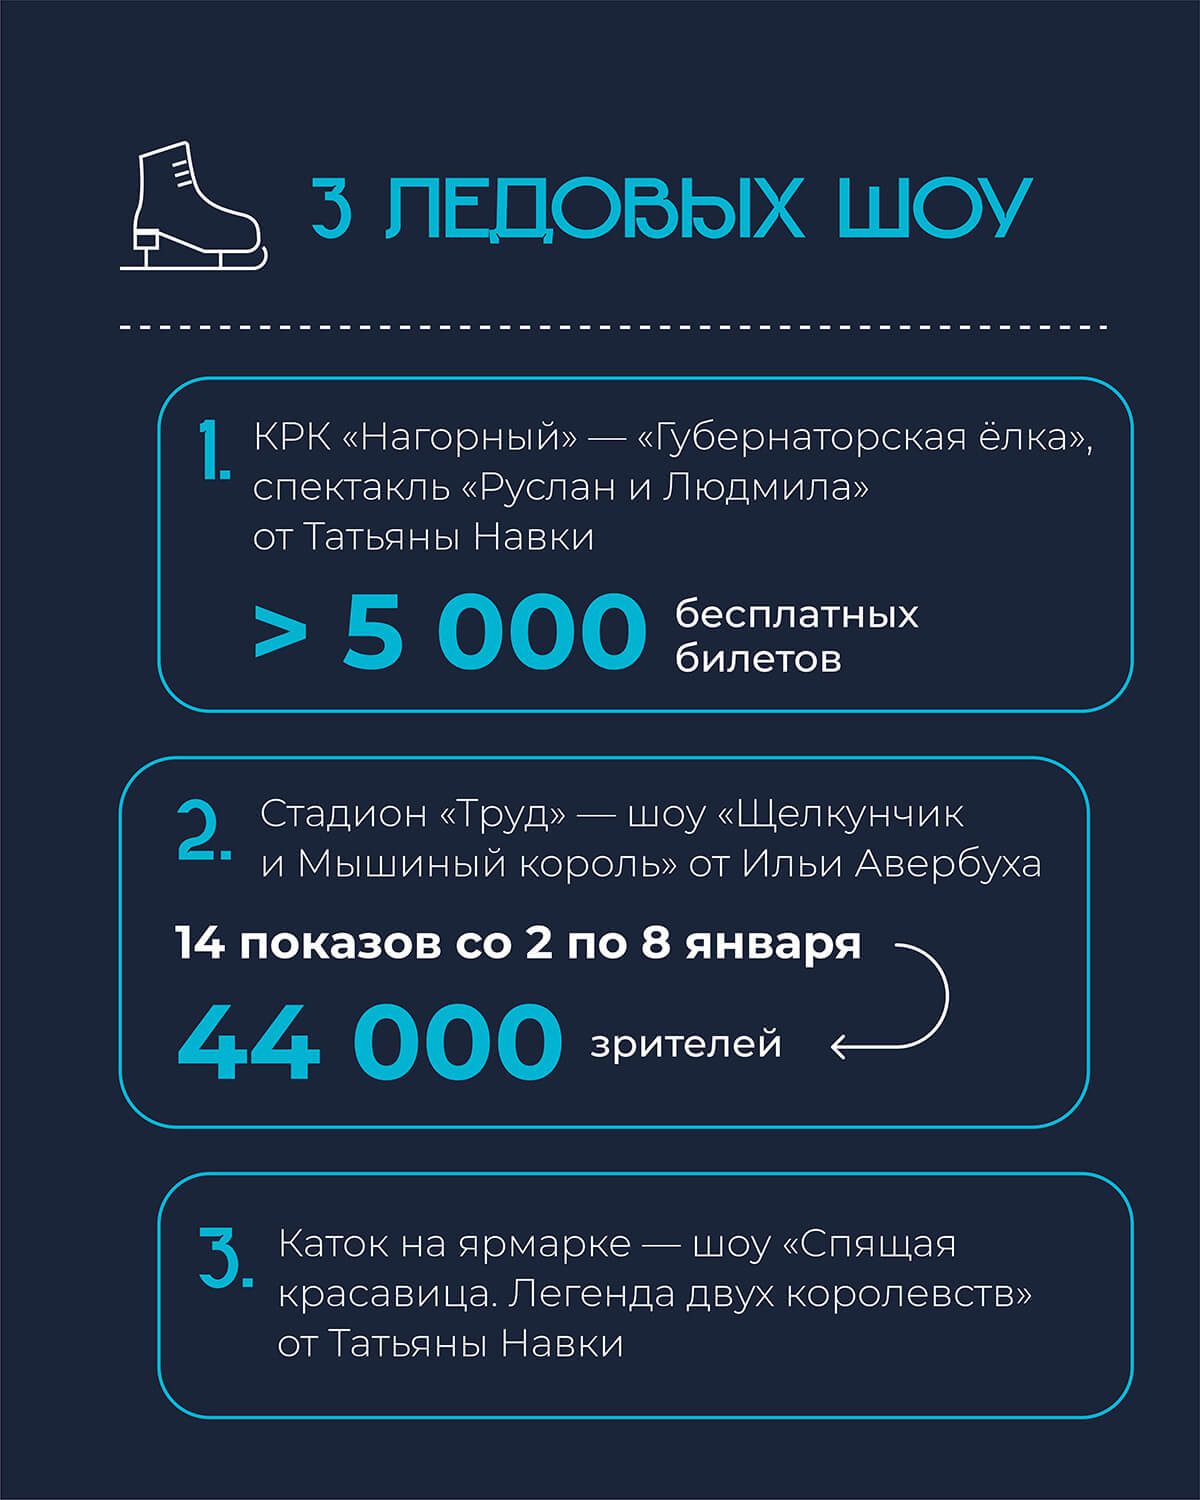 3 ЛЕДОВЫХ ШОУ
1. КРК «Нагорный» — «Губернаторская ёлка»,
спектакль «Руслан и Людмила»
от Татьяны Навки
> 5 000 бесплатных
билетов
2. Стадион «Труд» — шоу «Щелкунчик
и Мышиный король» от Ильи Авербуха
14 показов со 2 по 8 января
44 000 зрителей
3. Каток на ярмарке — шоу «Спящая
красавица. Легенда двух королевств»
от Татьяны Навки